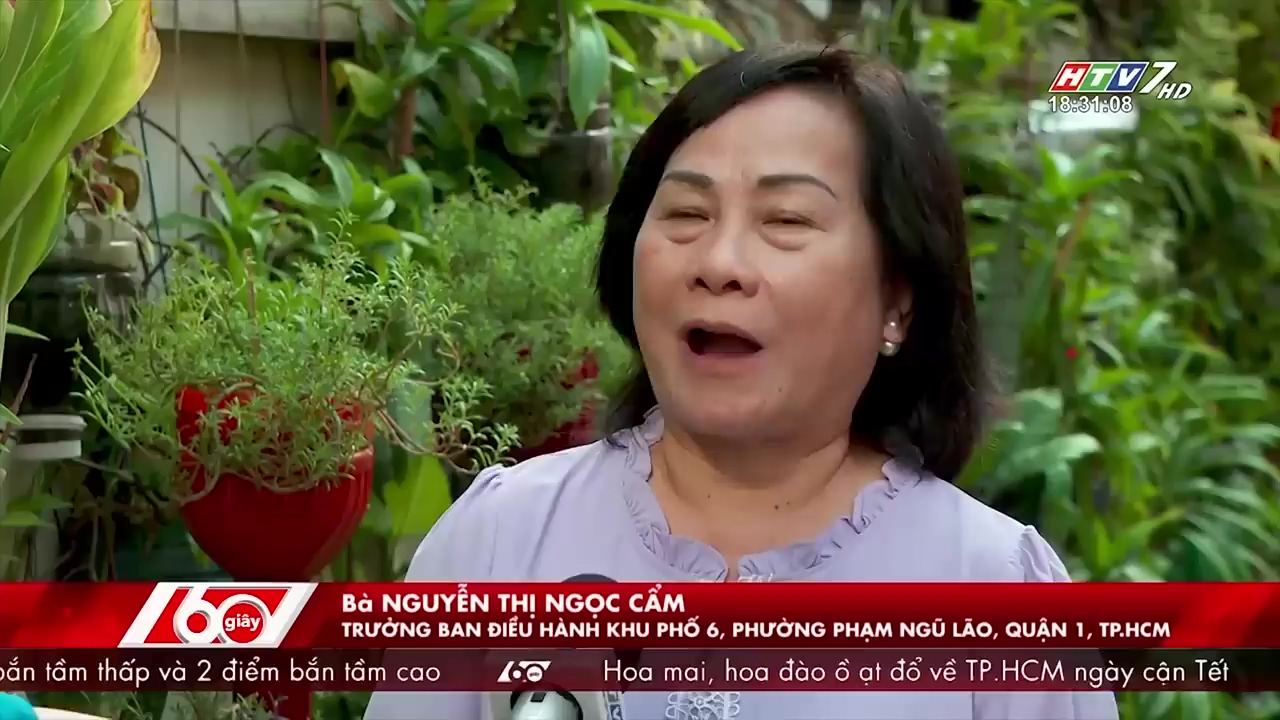 HTV7 HD
18:31:08
60 giây
Bà NGUYỄN THỊ NGỌC CẨM
TRƯỞNG BAN ĐIỀU HÀNH KHU PHỐ 6, PHƯỜNG PHẠM NGŨ LÃO, QUẬN 1, TP.HCM
bắn tầm thấp và 2 điểm bắn tầm cao 60 Hoa mai, hoa đào ồ ạt đổ về TP.HCM ngày cận Tết